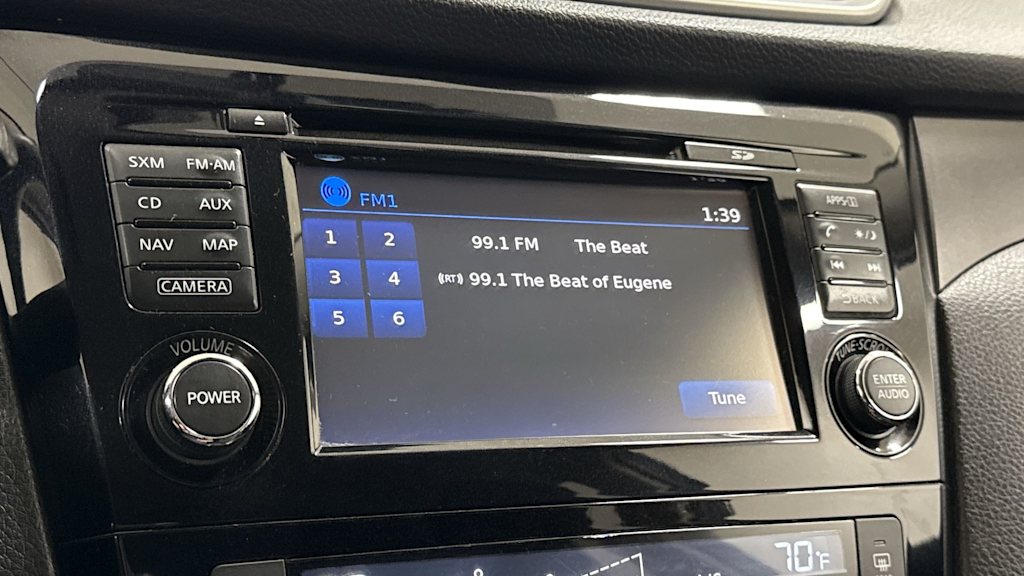 SD
SXM FM·AM
CD AUX
NAV MAP
CAMERA
VOLUME
POWER
FM1
1:39
1 2
3 4
5 6
99.1 FM The Beat
(RT) 99.1 The Beat of Eugene
Tune
APPS·i
BACK
TUNE·SCROLL
ENTER
AUDIO
70°F